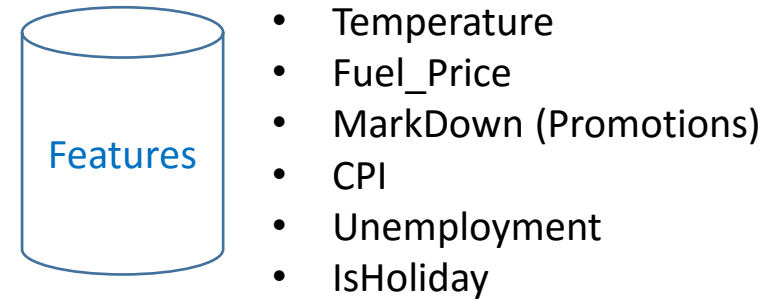 Features
• Temperature
• Fuel_Price
• MarkDown (Promotions)
• CPI
• Unemployment
• IsHoliday